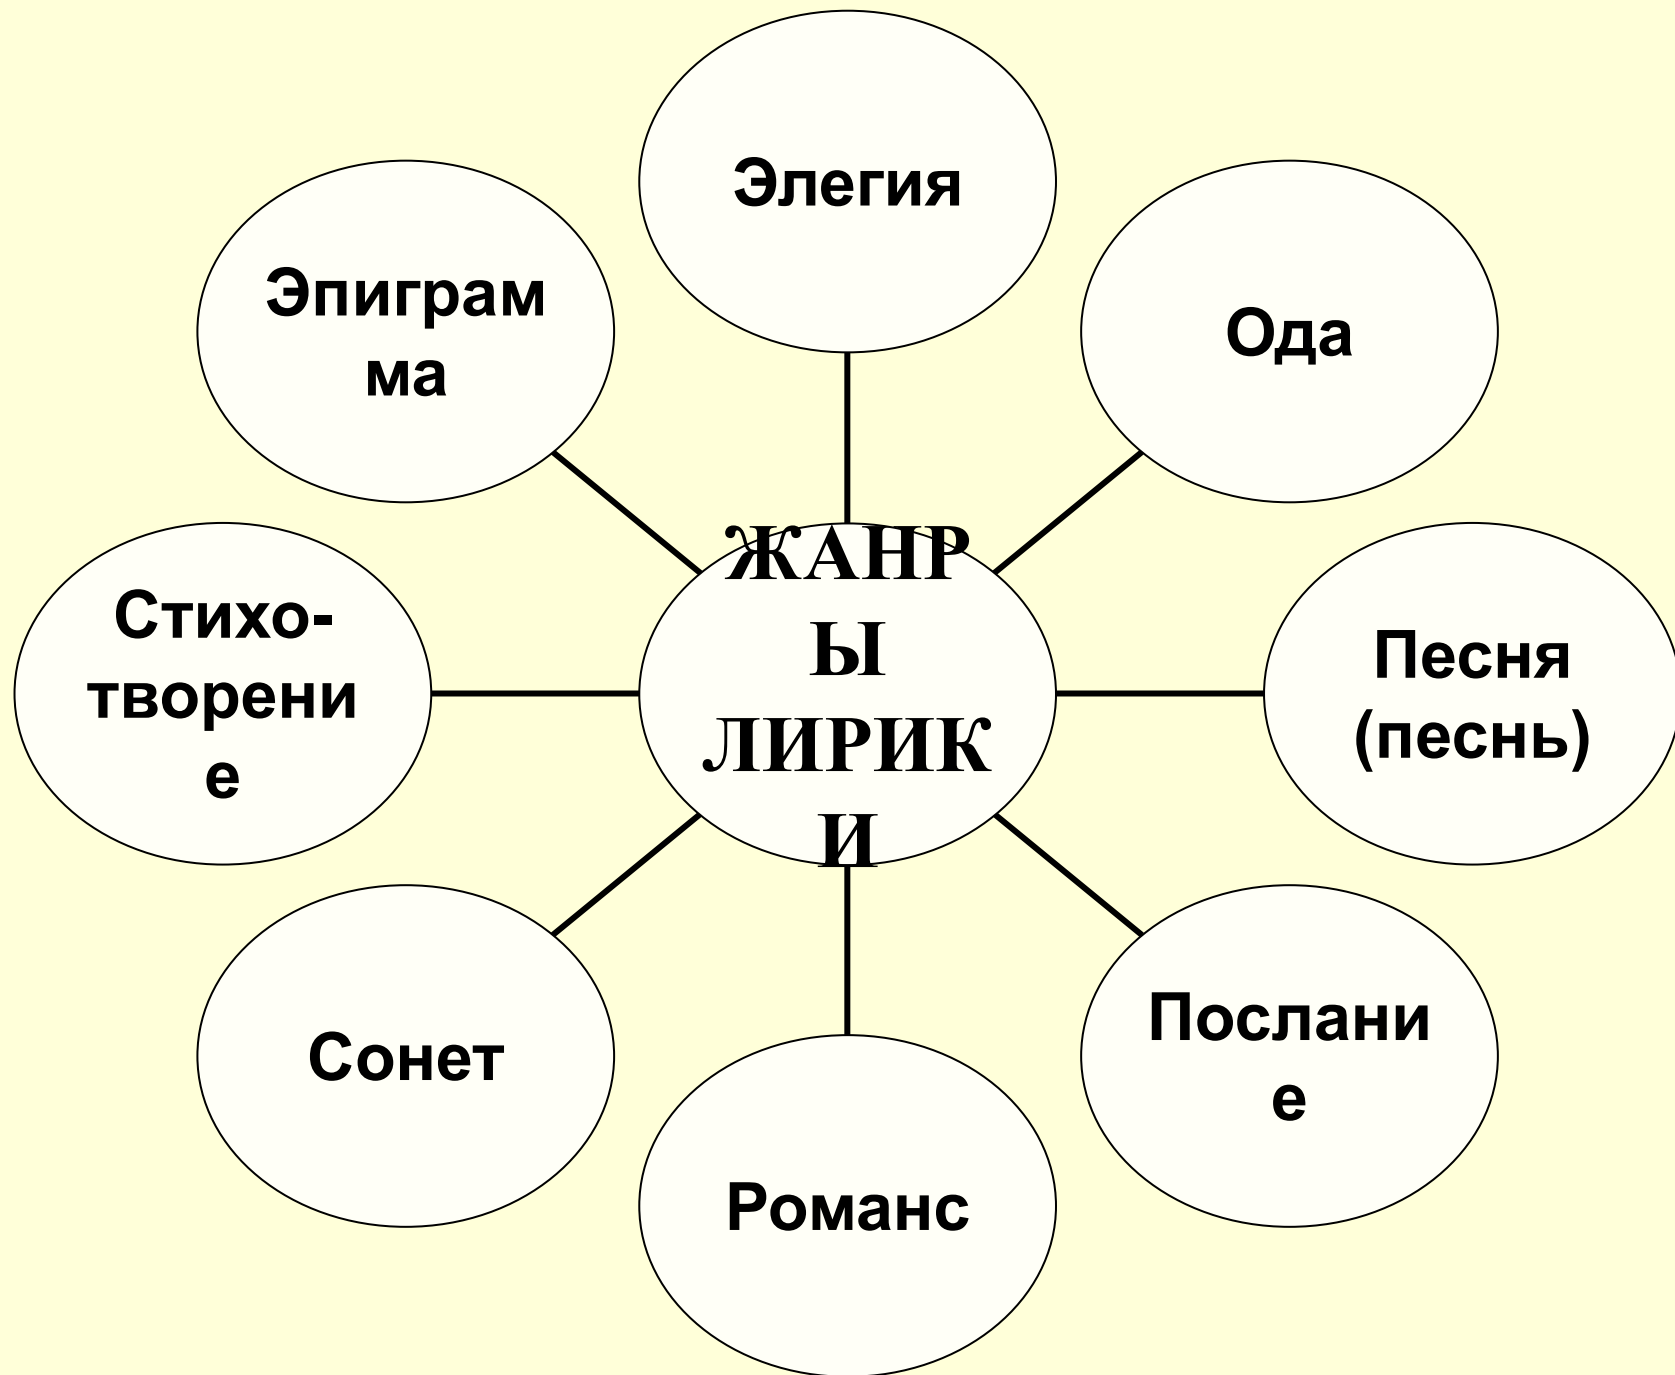 Элегия
Эпиграм
ма
Ода
ЖАНР
Ы
ЛИРИК
И
Стихо-
творени
е
Песня
(песнь)
Сонет
Послани
е
Романс